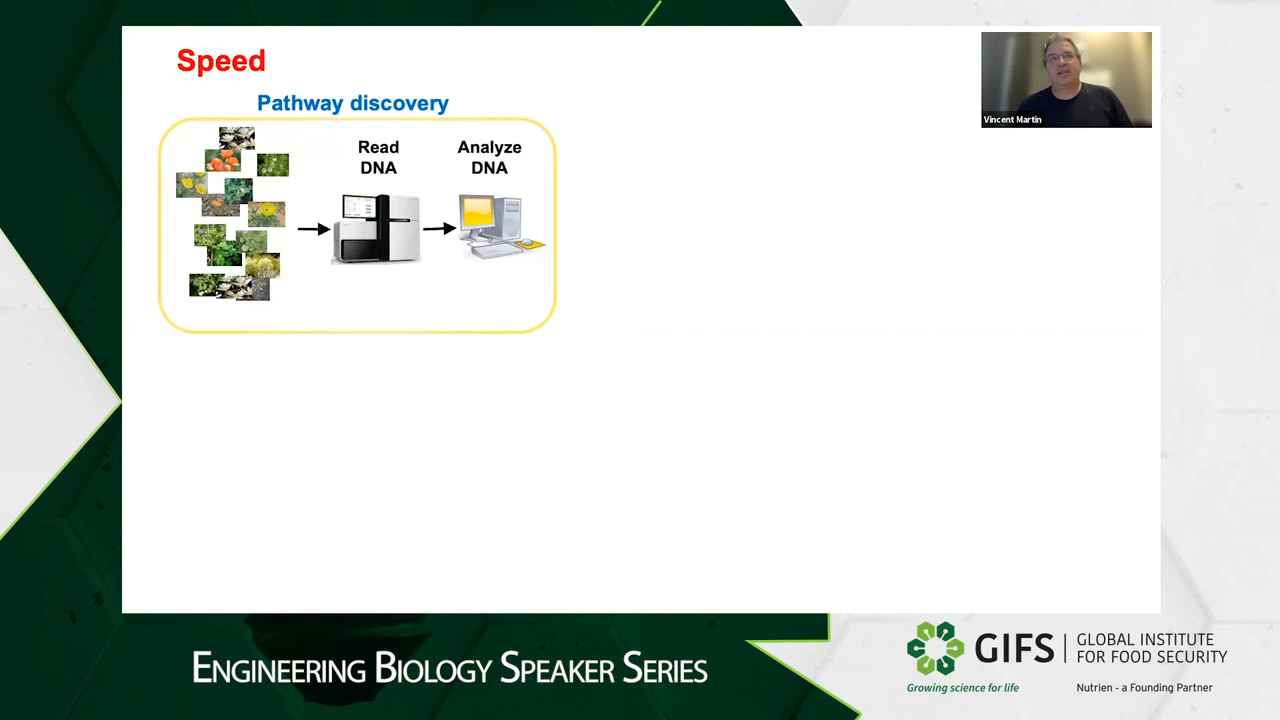 Speed
Pathway discovery
Read
DNA
Analyze
DNA
Vincent Martin
ENGINEERING BIOLOGY SPEAKER SERIES
GIFS
GLOBAL INSTITUTE
FOR FOOD SECURITY
Growing science for life
Nutrien - a Founding Partner